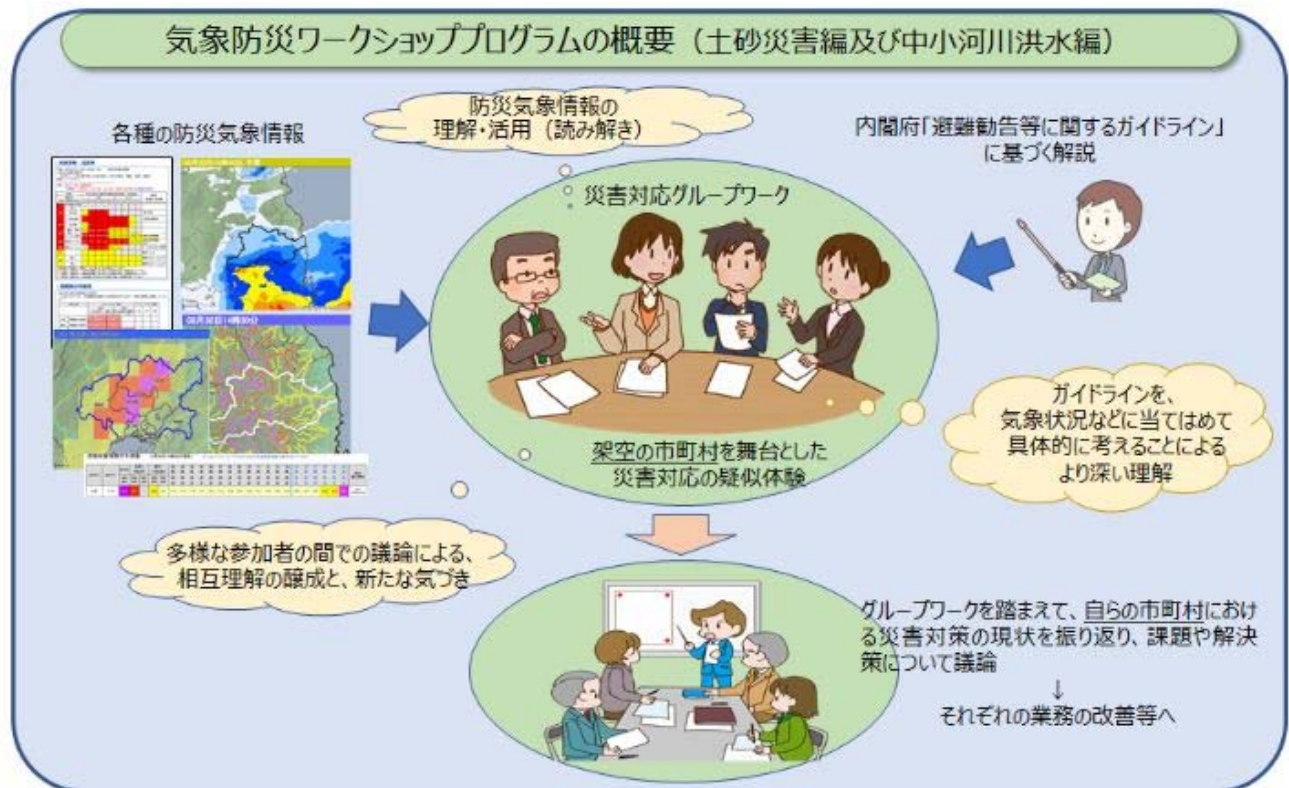 気象防災ワークショッププログラムの概要（土砂災害編及び中小河川洪水編）
各種の防災気象情報
防災気象情報の
理解・活用（読み解き）
内閣府「避難勧告等に関するガイドライン」
に基づく解説
災害対応グループワーク
架空の市町村を舞台とした
災害対応の疑似体験
ガイドラインを、
気象状況などに当てはめて
具体的に考えることによる
より深い理解
多様な参加者の間での議論による、
相互理解の醸成と、新たな気づき
グループワークを踏まえて、自らの市町村におけ
る災害対策の現状を振り返り、課題や解決
策について議論
↓
それぞれの業務の改善等へ